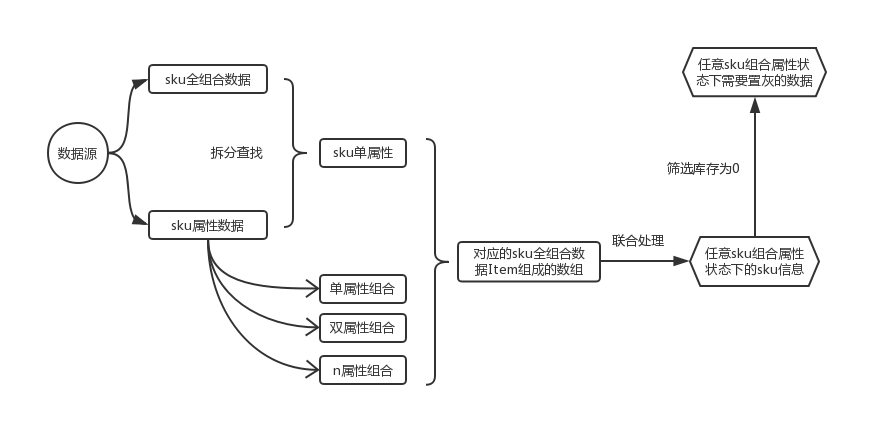 数据源
sku全组合数据
拆分查找
sku属性数据
sku单属性
单属性组合
双属性组合
n属性组合
对应的sku全组合数
据Item组成的数组
联合处理
任意sku组合属性
状态下的sku信息
筛选库存为0
任意sku组合属性状
态下需要置灰的数据